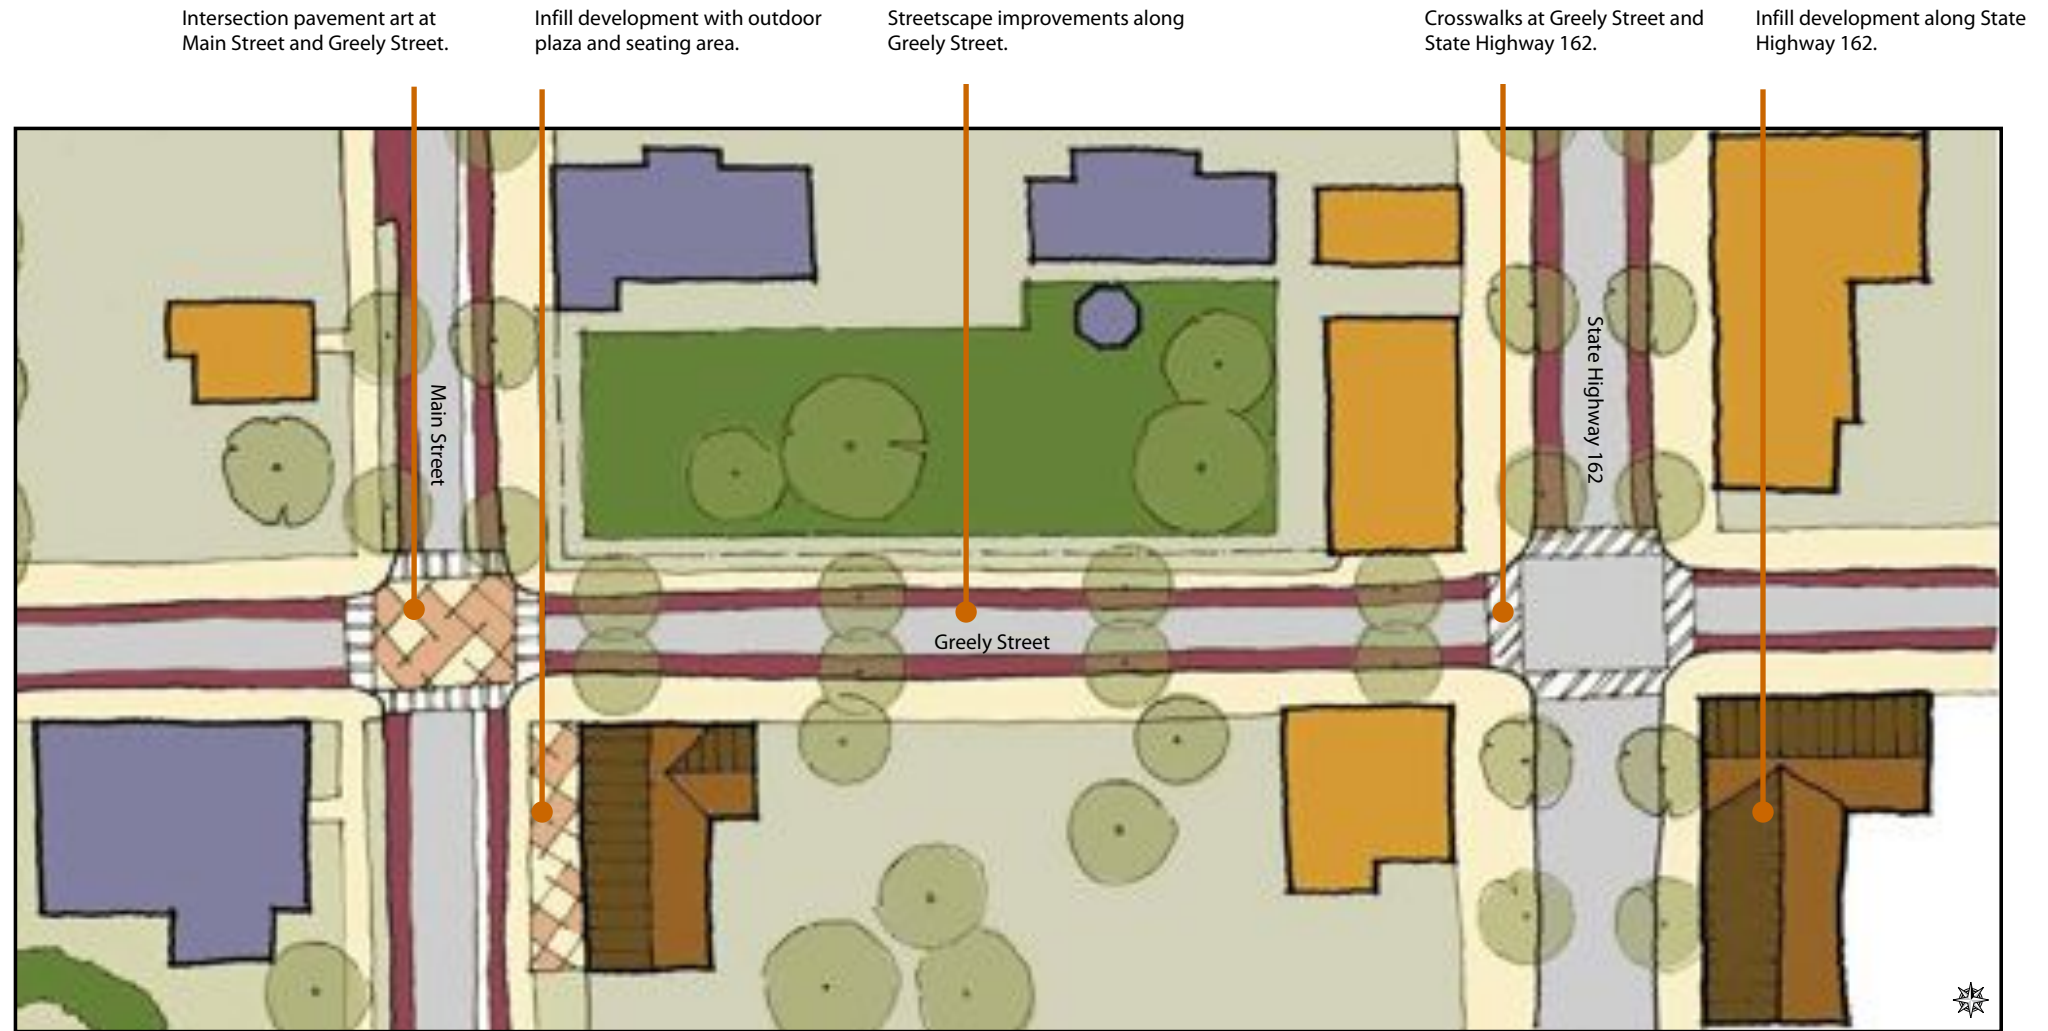 Intersection pavement art at
Main Street and Greely Street.
Infill development with outdoor
plaza and seating area.
Streetscape improvements along
Greely Street.
Crosswalks at Greely Street and
State Highway 162.
Infill development along State
Highway 162.
Main Street
State Highway 162
Greely Street